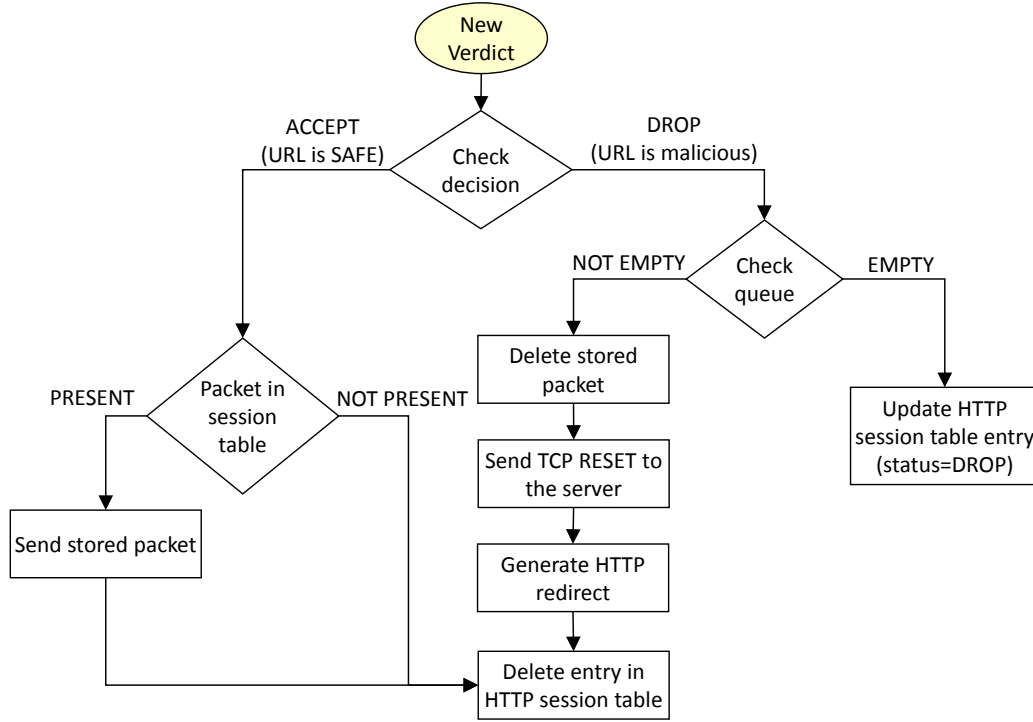 New
Verdict
ACCEPT
(URL is SAFE)
DROP
(URL is malicious)
Check
decision
NOT EMPTY
Check
queue
EMPTY
Delete stored
packet
PRESENT
Packet in
session
table
NOT PRESENT
Update HTTP
session table entry
(status=DROP)
Send TCP RESET to
the server
Send stored packet
Generate HTTP
redirect
Delete entry in
HTTP session table